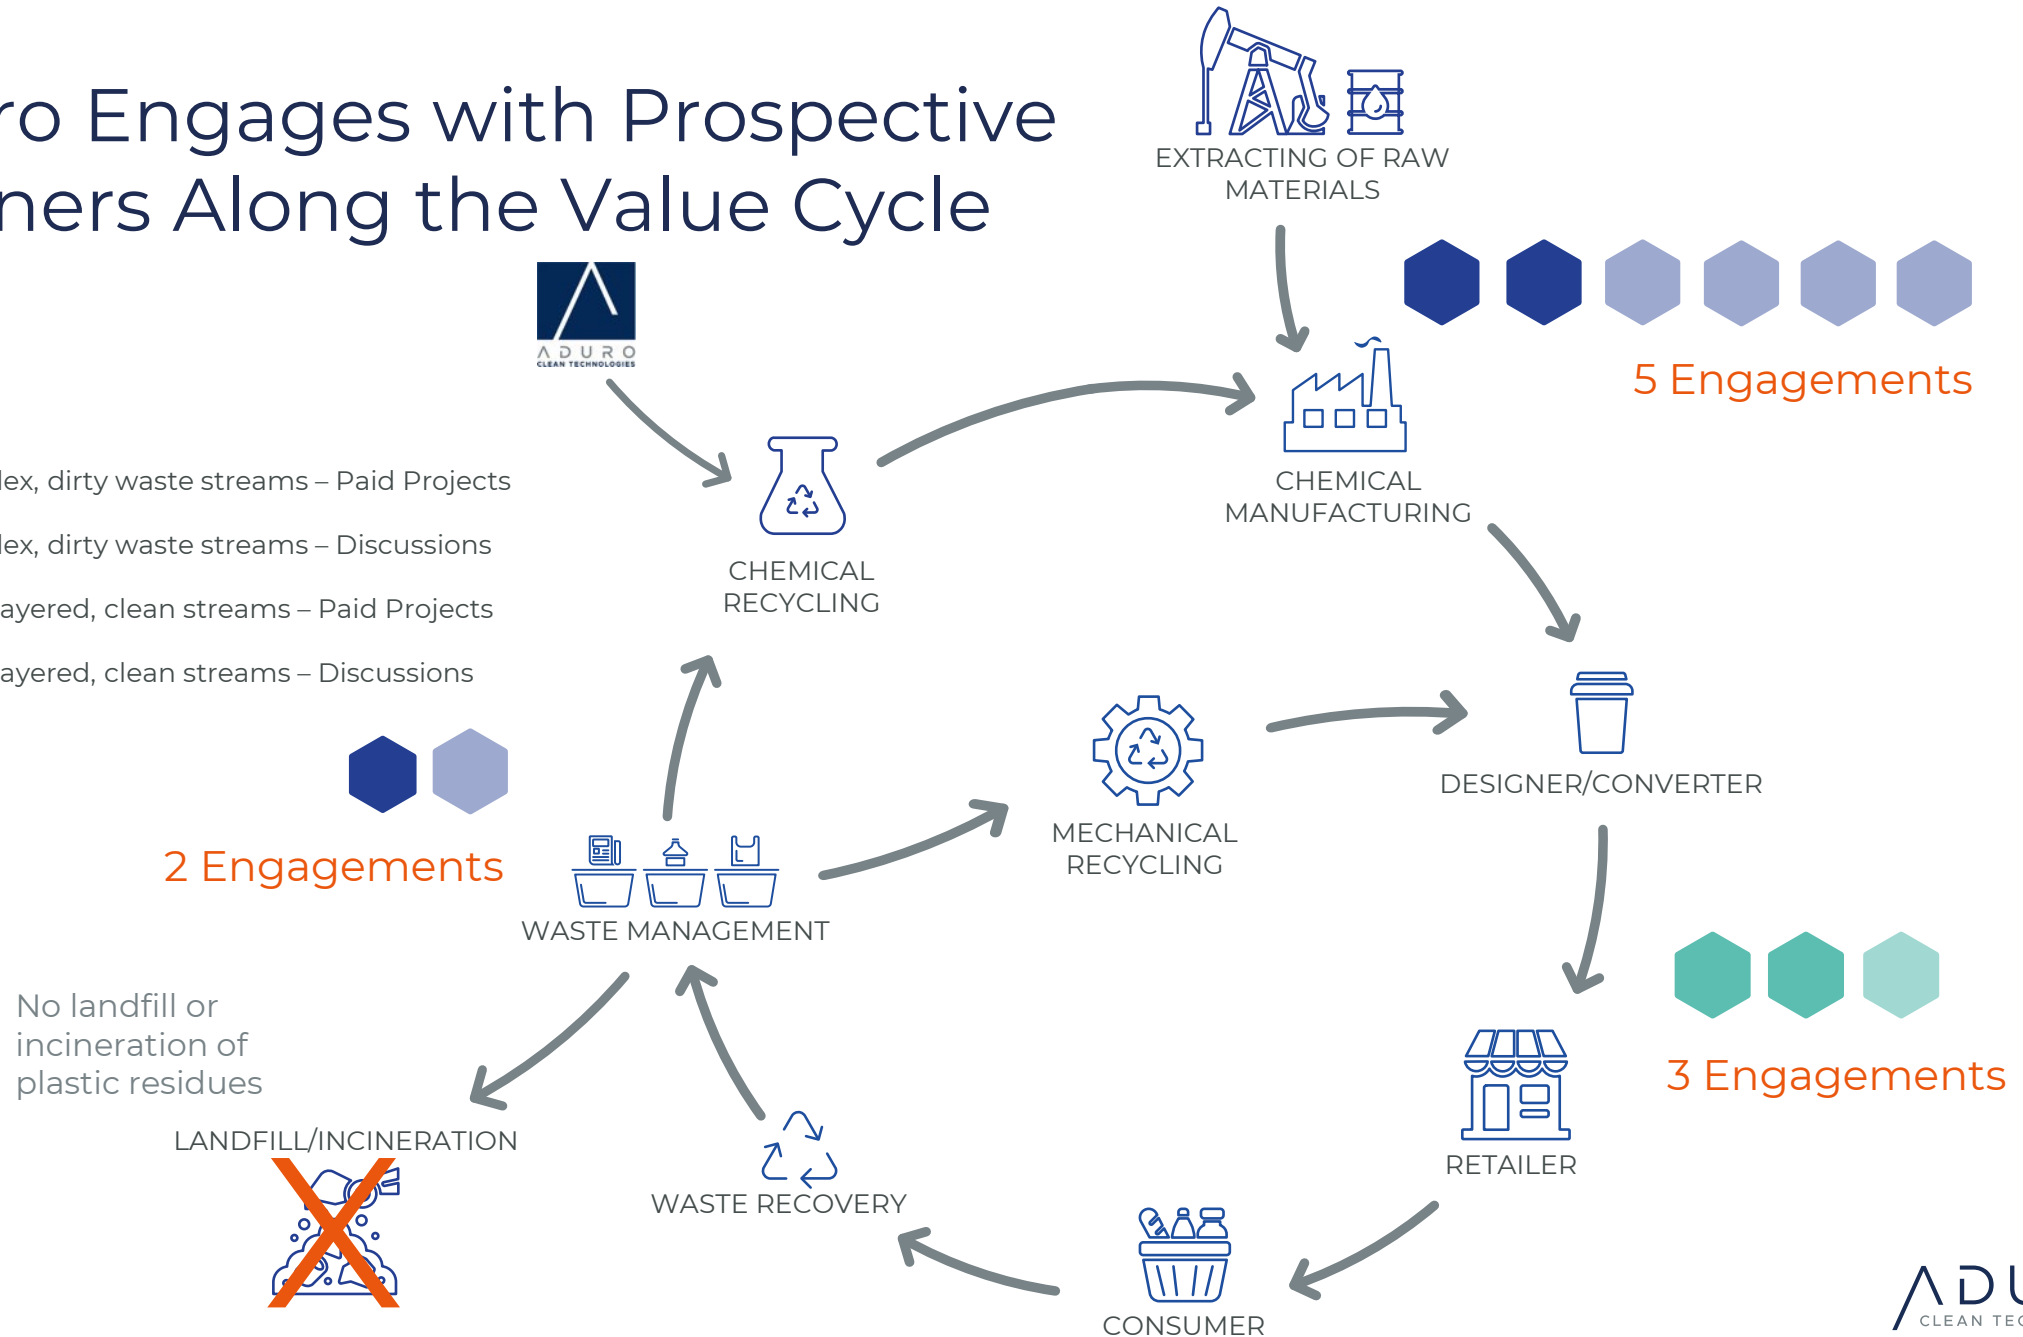 ro Engages with Prospective
ners Along the Value Cycle
EXTRACTING OF RAW
MATERIALS
ADURO
CLEAN TECHNOLOGIES
5 Engagements
lex, dirty waste streams – Paid Projects
lex, dirty waste streams – Discussions
ayered, clean streams – Paid Projects
ayered, clean streams – Discussions
CHEMICAL
RECYCLING
CHEMICAL
MANUFACTURING
2 Engagements
MECHANICAL
RECYCLING
DESIGNER/CONVERTER
WASTE MANAGEMENT
No landfill or
incineration of
plastic residues
3 Engagements
LANDFILL/INCINERATION
WASTE RECOVERY
RETAILER
CONSUMER
ADU
CLEAN TEC